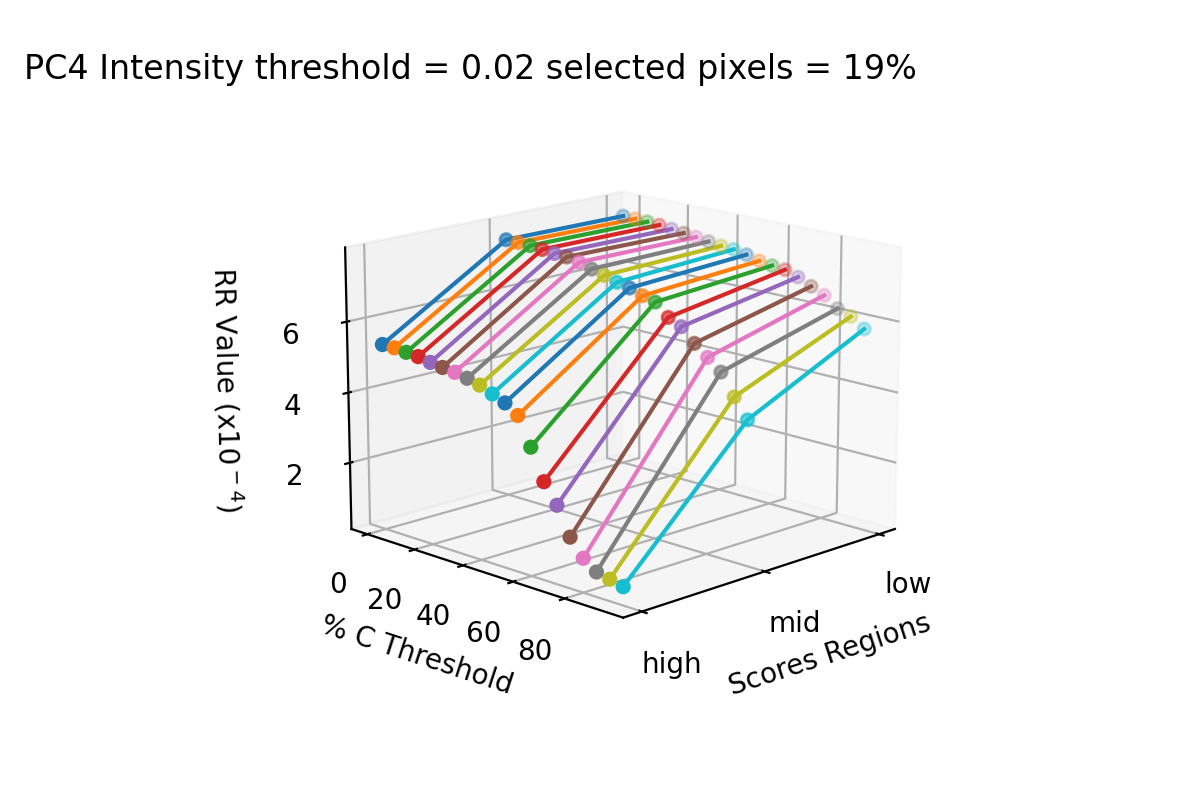 PC4 Intensity threshold = 0.02 selected pixels = 19%
RR Value (x10⁻⁴)
6
4
2
0
20
40
60
80
% C Threshold
low
mid
high
Scores Regions